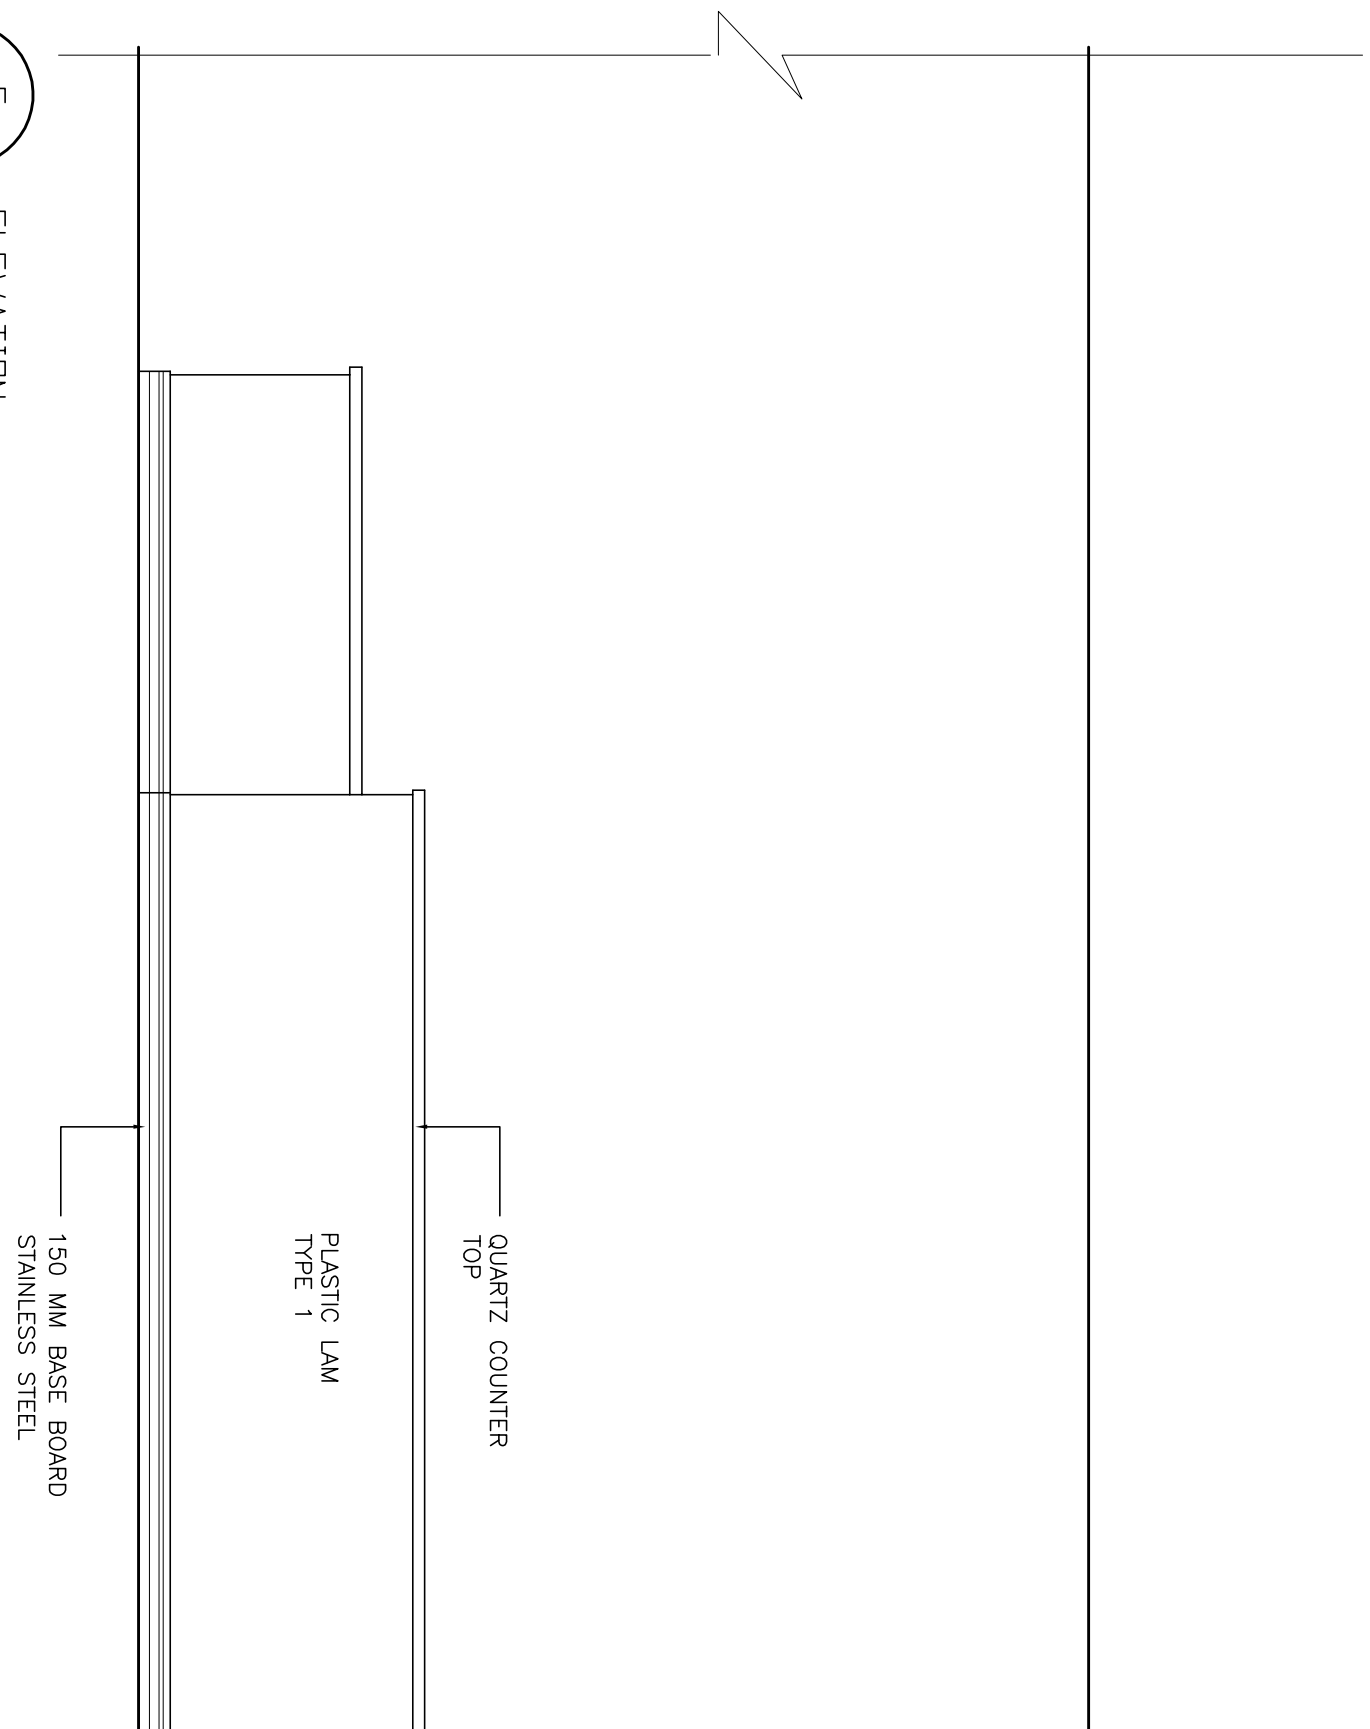 QUARTZ COUNTER
TOP
PLASTIC LAM
TYPE 1
150 MM BASE BOARD
STAINLESS STEEL